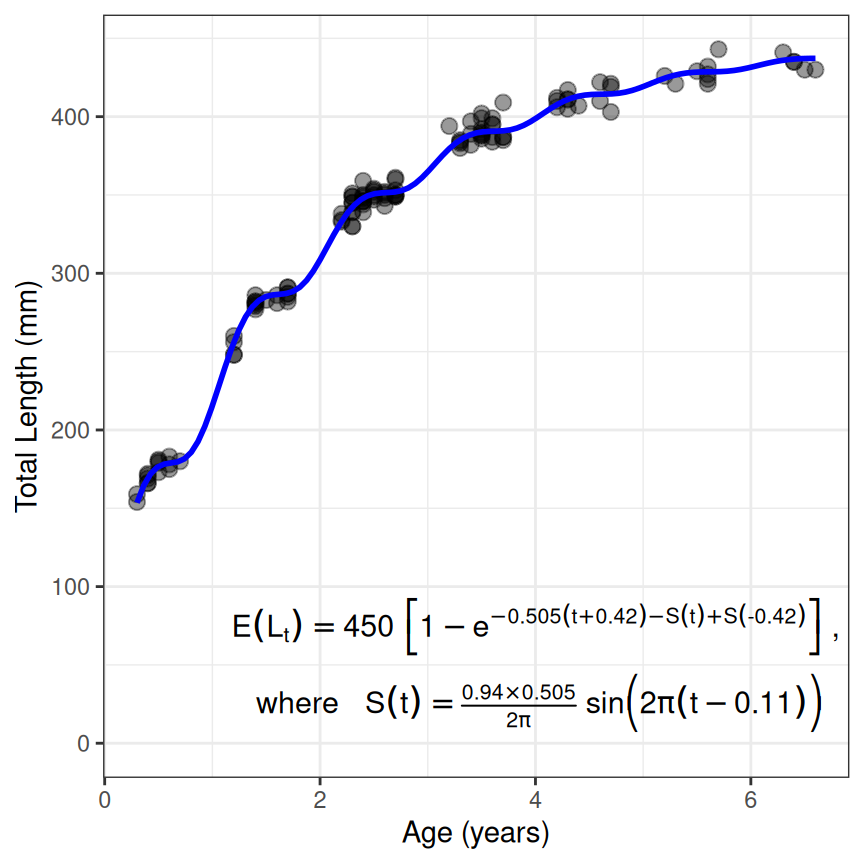 400
300
200
100
0
E(Lₜ) = 450 [1 − e^{−0.505(t+0.42)−S(t)+S(-0.42)}],
where S(t) = \frac{0.94×0.505}{2π} sin(2π(t − 0.11))
0 2 4 6
Age (years)
Total Length (mm)